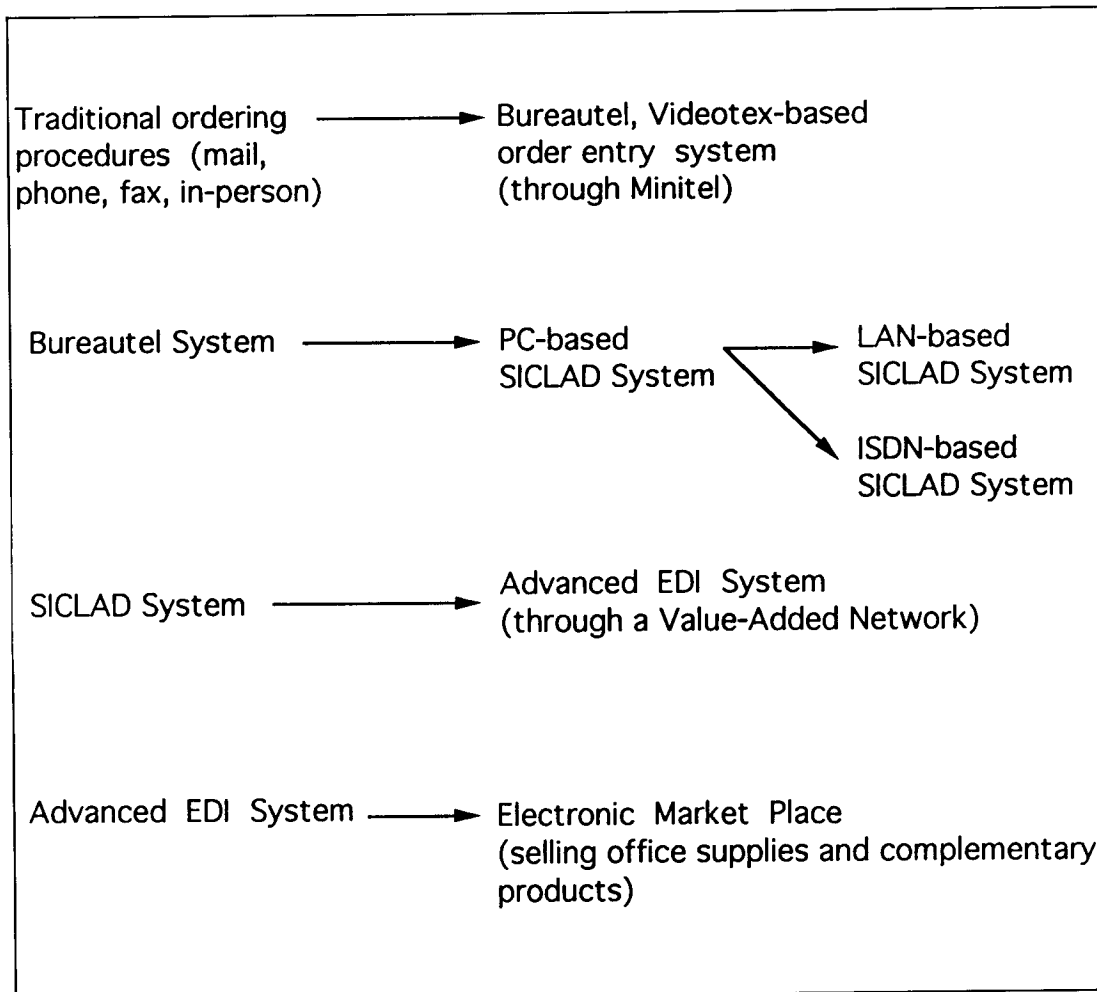 Traditional ordering
procedures (mail,
phone, fax, in-person)
Bureautel, Videotex-based
order entry system
(through Minitel)
Bureautel System
PC-based
SICLAD System
LAN-based
SICLAD System
ISDN-based
SICLAD System
SICLAD System
Advanced EDI System
(through a Value-Added Network)
Advanced EDI System
Electronic Market Place
(selling office supplies and complementary
products)